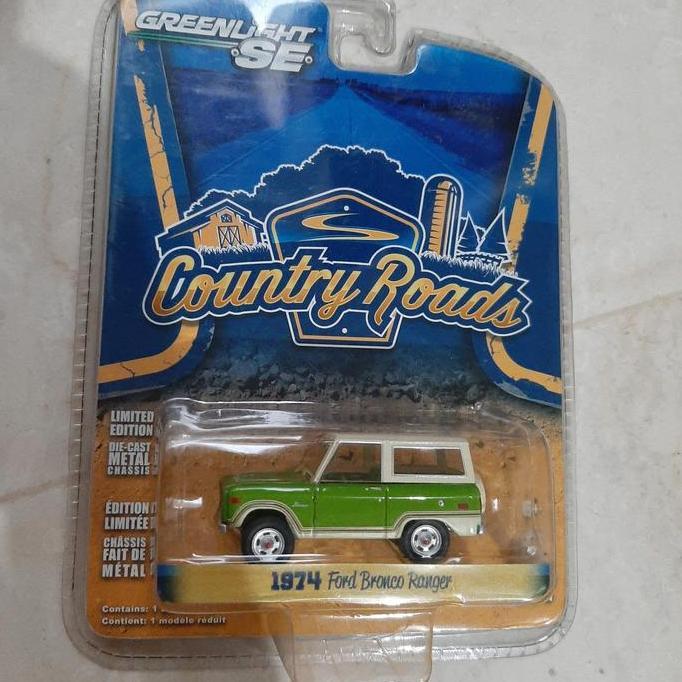 GREENLIGHT
SE
Country Roads
LIMITED
EDITION
DIE-CAST
METAL
CHASSIS
ÉDITION
LIMITÉE
CHÂSSIS
FAIT DE
MÉTAL
1974 Ford Bronco Ranger
Contains: 1
Contient: 1 modèle réduit